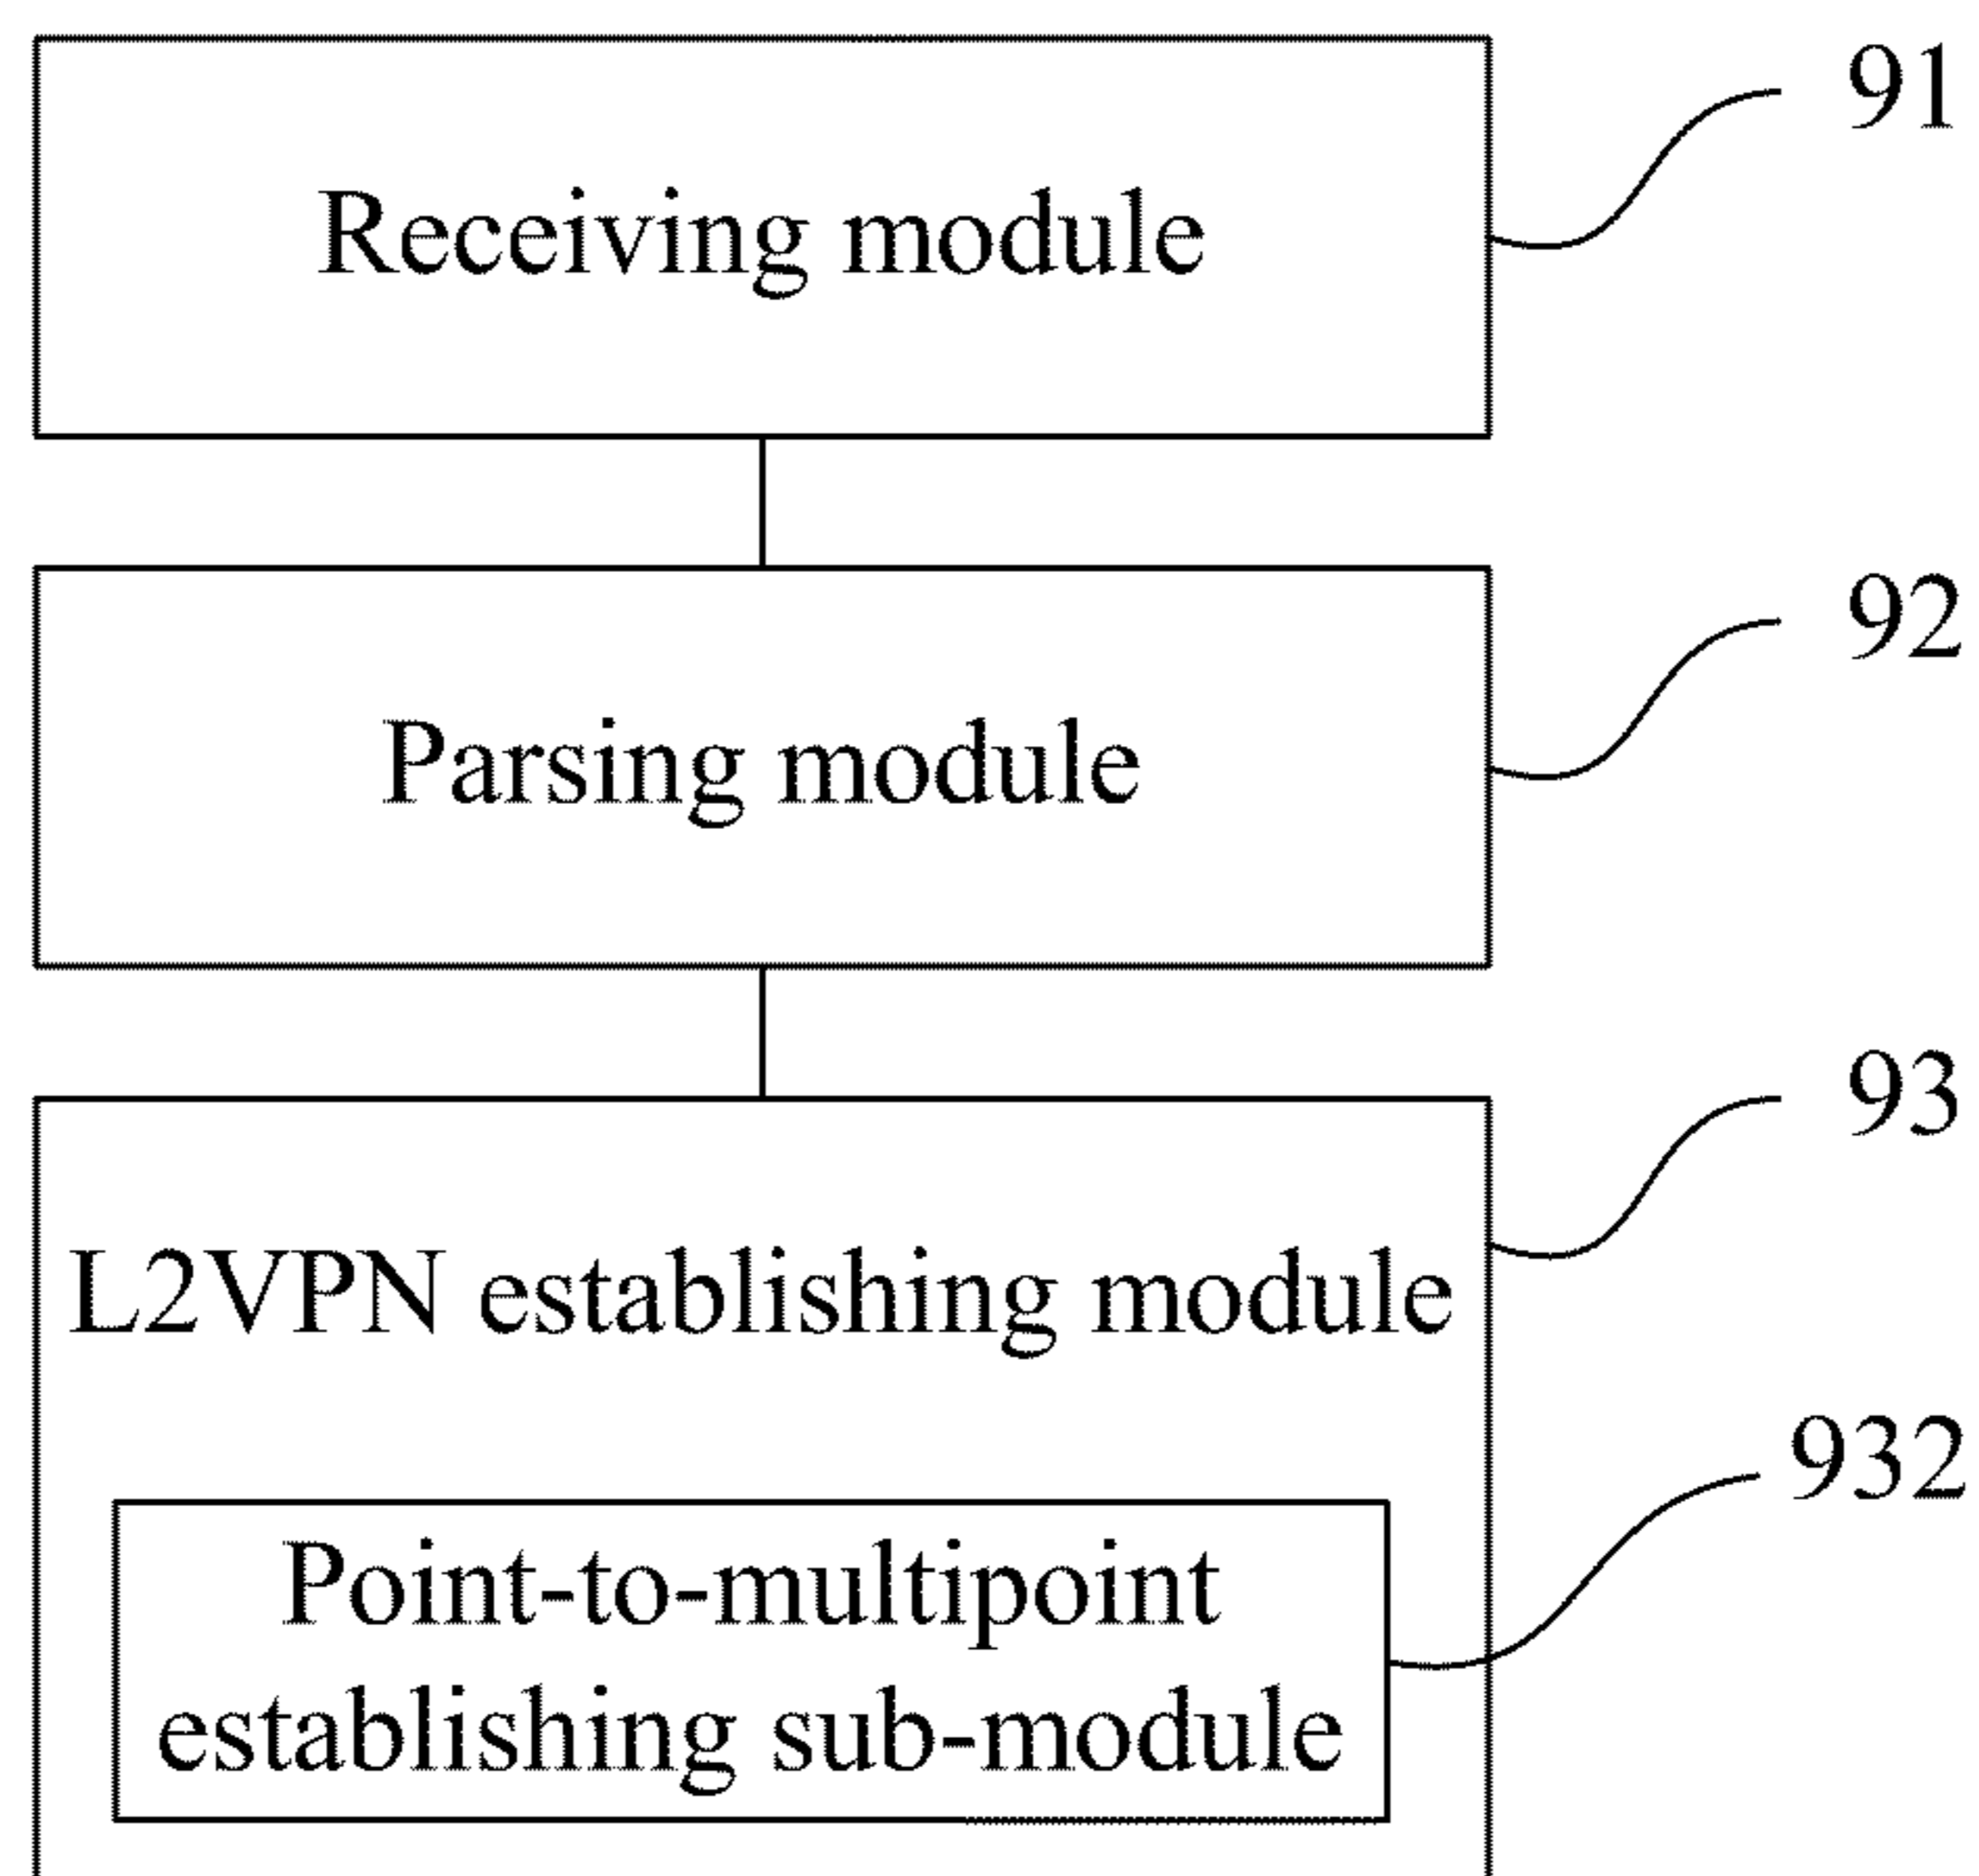 Receiving module
91
Parsing module
92
L2VPN establishing module
93
Point-to-multipoint
establishing sub-module
932